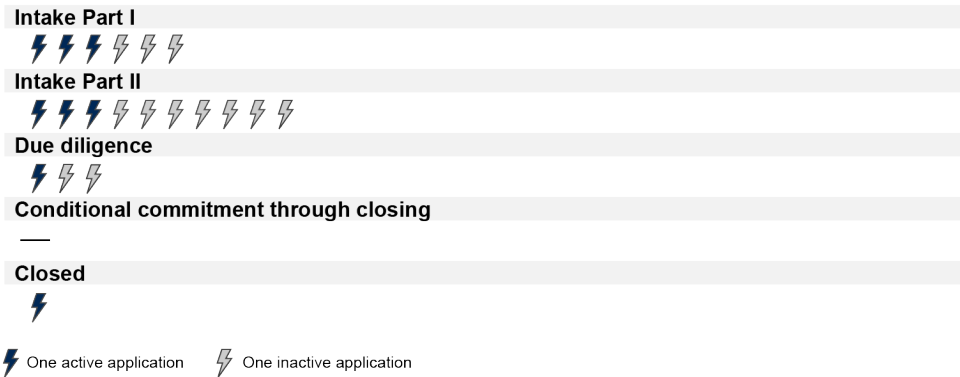 Intake Part I
Intake Part II
Due diligence
Conditional commitment through closing
—
Closed
One active application One inactive application